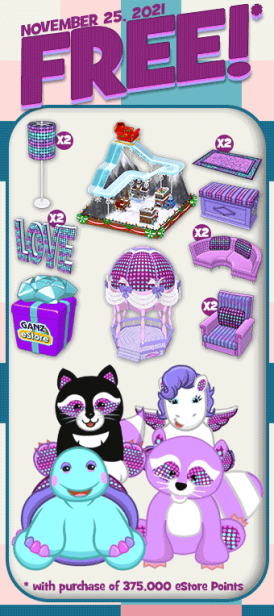 NOVEMBER 25, 2021
FREE!*
X2
X2
X2
LOVE
X2
GANZ
eStore
X2
* with purchase of 375,000 eStore Points